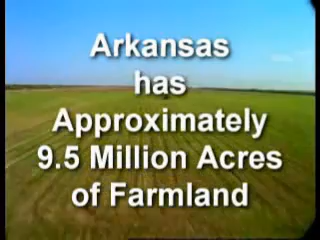 Arkansas
has
Approximately
9.5 Million Acres
of Farmland